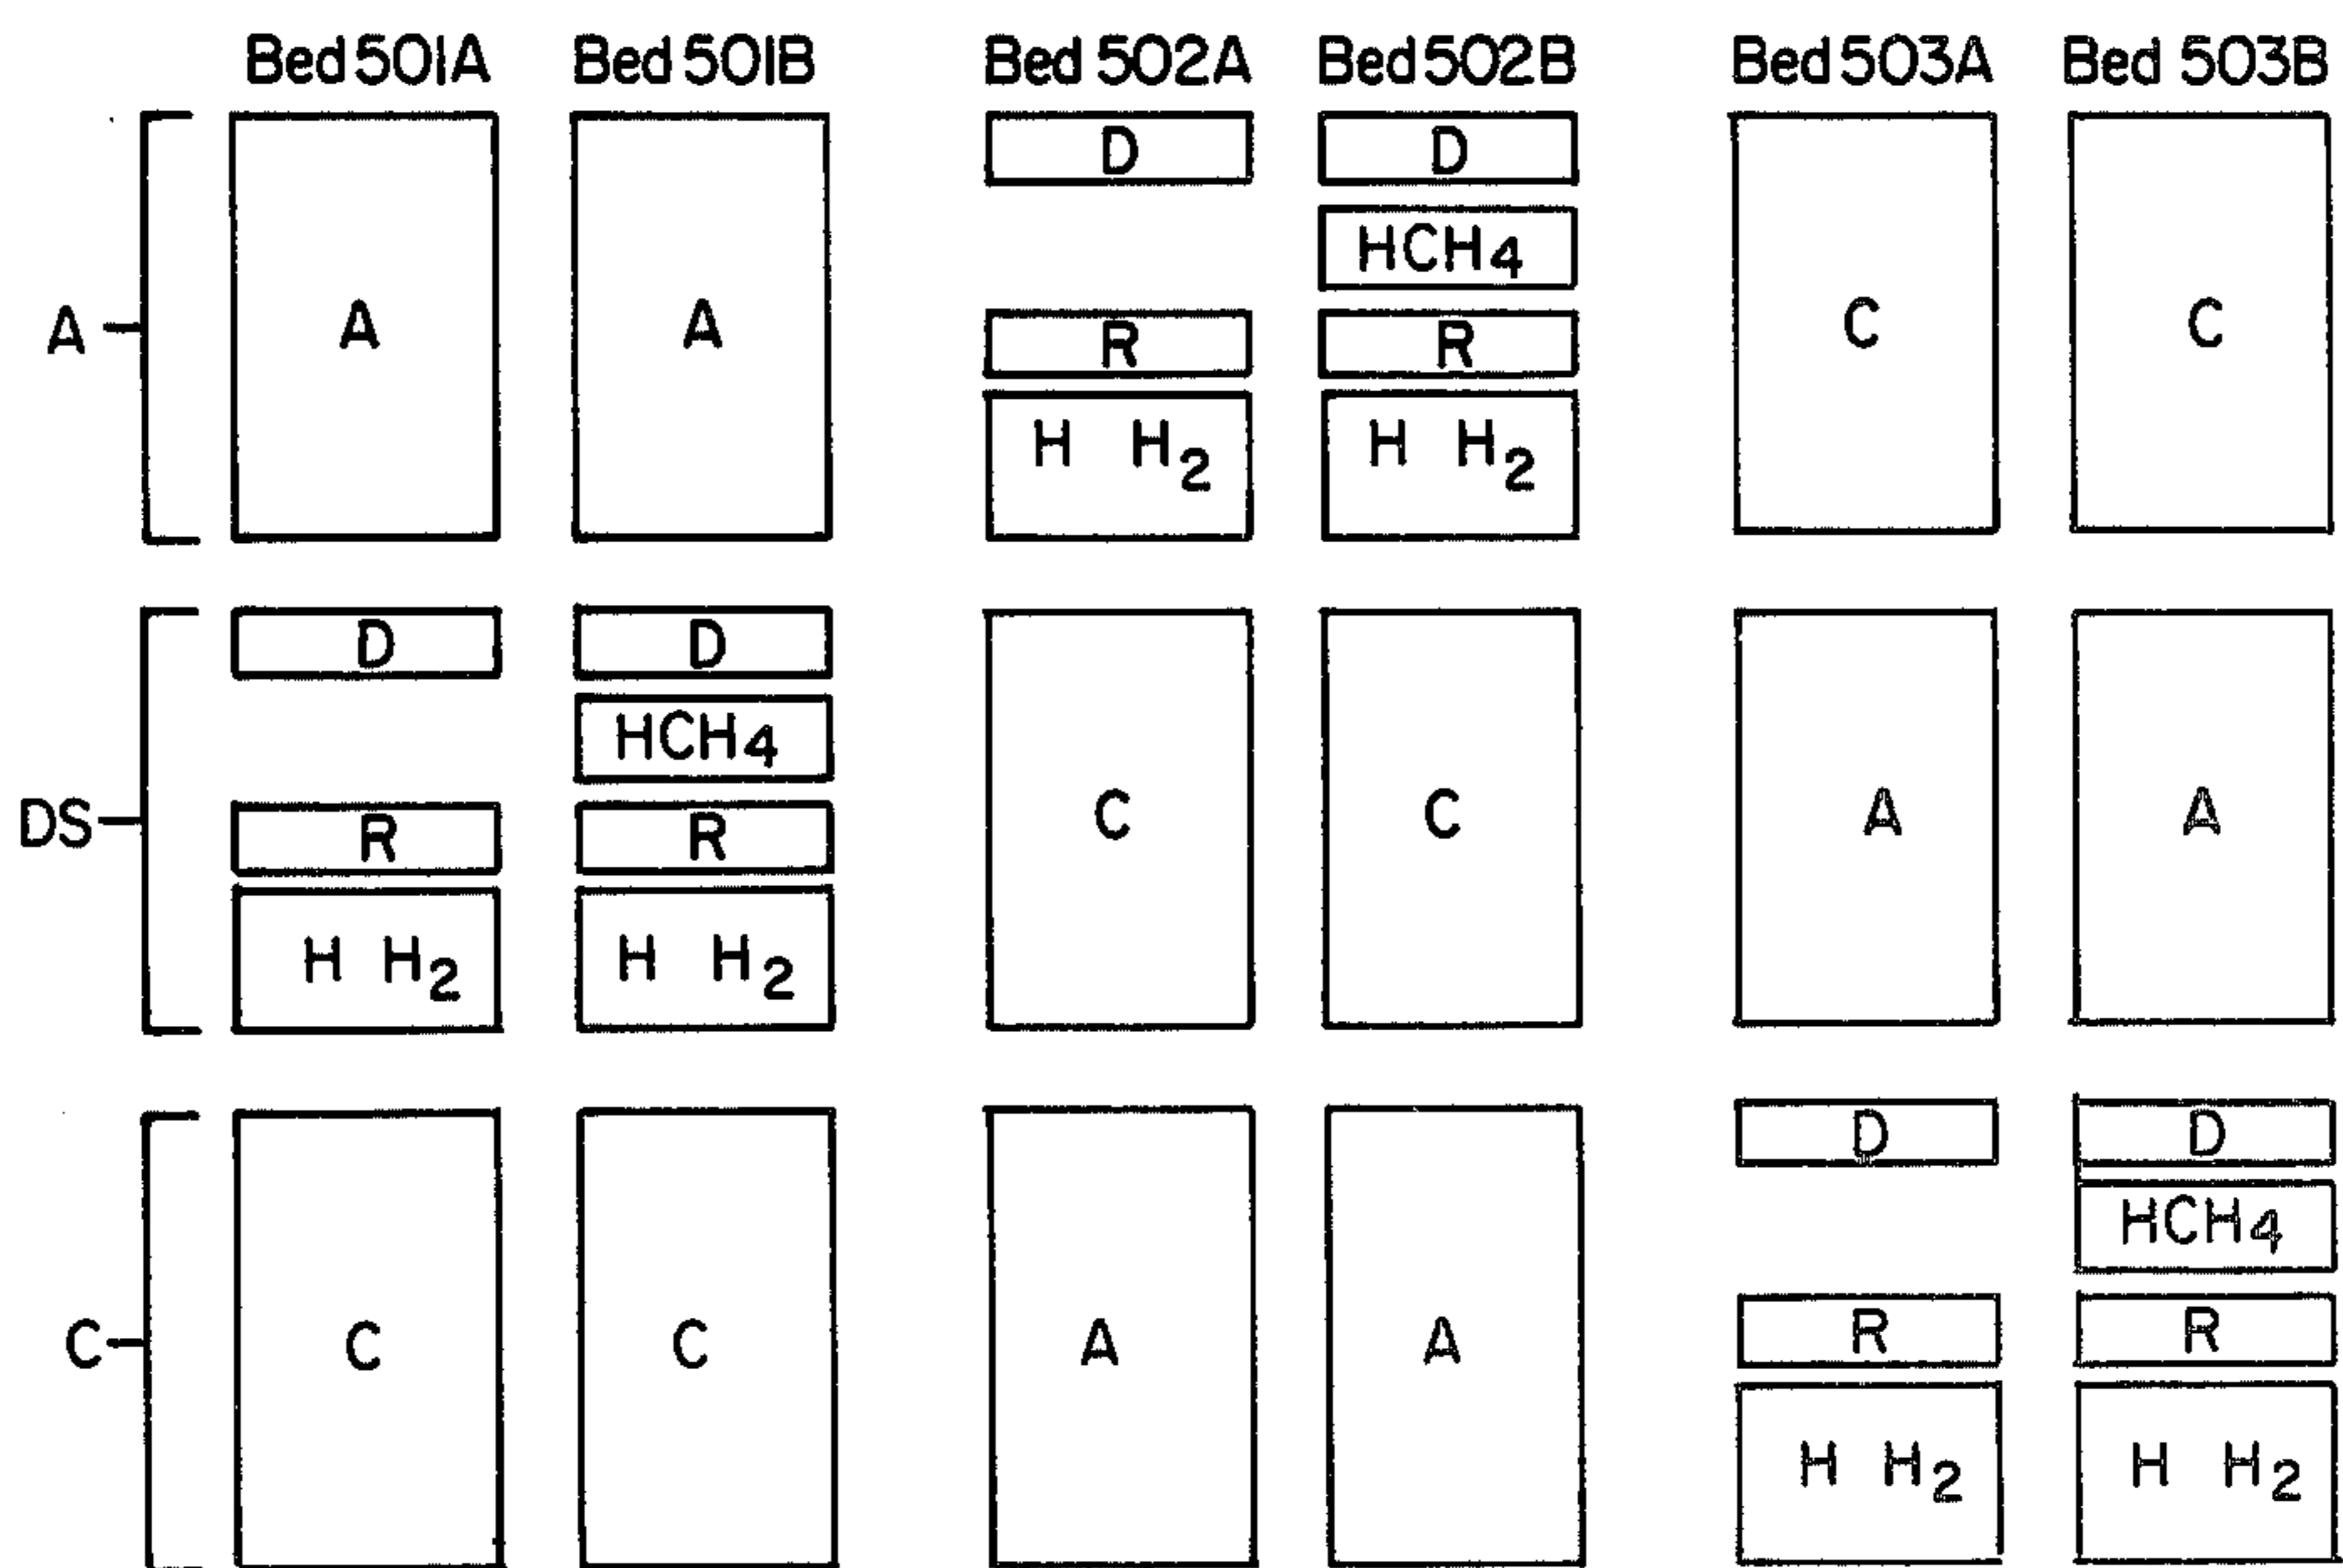 Bed 501A Bed 501B Bed 502A Bed 502B Bed 503A Bed 503B
D D
HCH4
A A A R R C C
H H2 H H2
D D
HCH4
DS R R C C A A
H H2 H H2
D D
HCH4
C C C A A R R
H H2 H H2